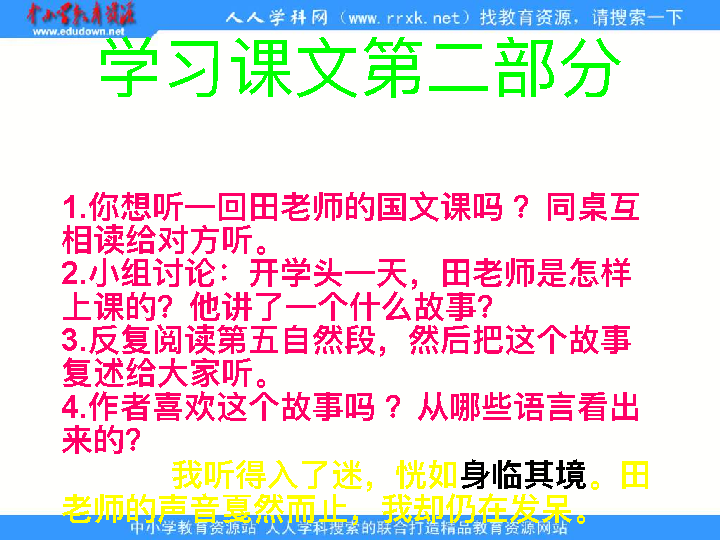 中小学教育资源
www.edudown.net
人人学科网（www.rrxk.net）找教育资源，请搜索一下
学习课文第二部分
1.你想听一回田老师的国文课吗 ？同桌互
相读给对方听。
2.小组讨论：开学头一天，田老师是怎样
上课的？他讲了一个什么故事？
3.反复阅读第五自然段，然后把这个故事
复述给大家听。
4.作者喜欢这个故事吗 ？从哪些语言看出
来的？
我听得入了迷，恍如身临其境。田
老师的声音戛然而止，我却仍在发呆。
中小学教育资源站 人人学科搜索的联合打造精品教育资源网站